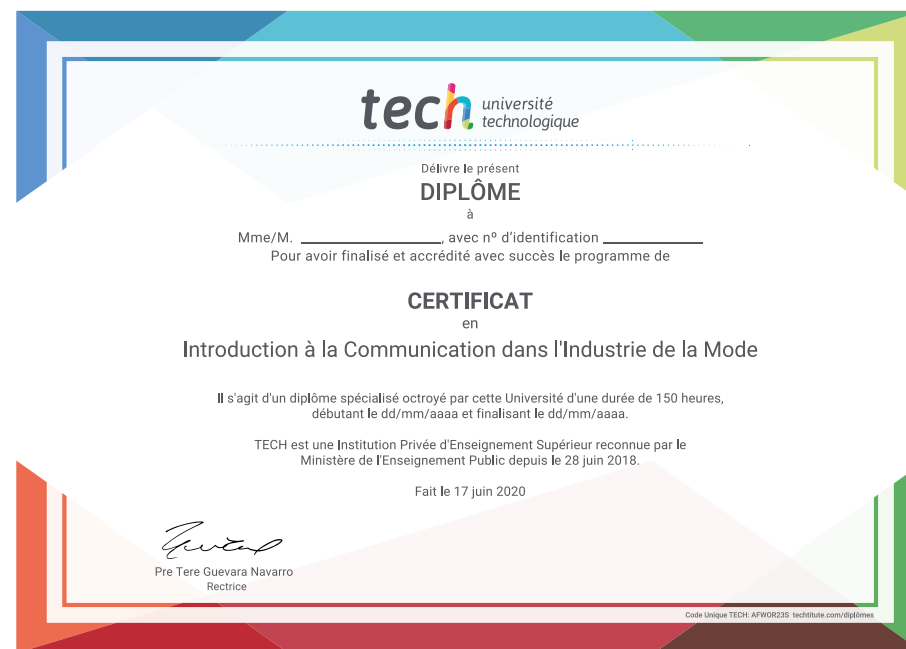 tech université
technologique
Délivre le présent
DIPLÔME
à
Mme/M. ____________________, avec nº d'identification ______________
Pour avoir finalisé et accrédité avec succès le programme de
CERTIFICAT
en
Introduction à la Communication dans l'Industrie de la Mode
Il s'agit d'un diplôme spécialisé octroyé par cette Université d'une durée de 150 heures,
débutant le dd/mm/aaaa et finalisant le dd/mm/aaaa.
TECH est une Institution Privée d'Enseignement Supérieur reconnue par le
Ministère de l'Enseignement Public depuis le 28 juin 2018.
Fait le 17 juin 2020
Pre Tere Guevara Navarro
Rectrice
Code Unique TECH: AFWOR23S techtitute.com/diplômes